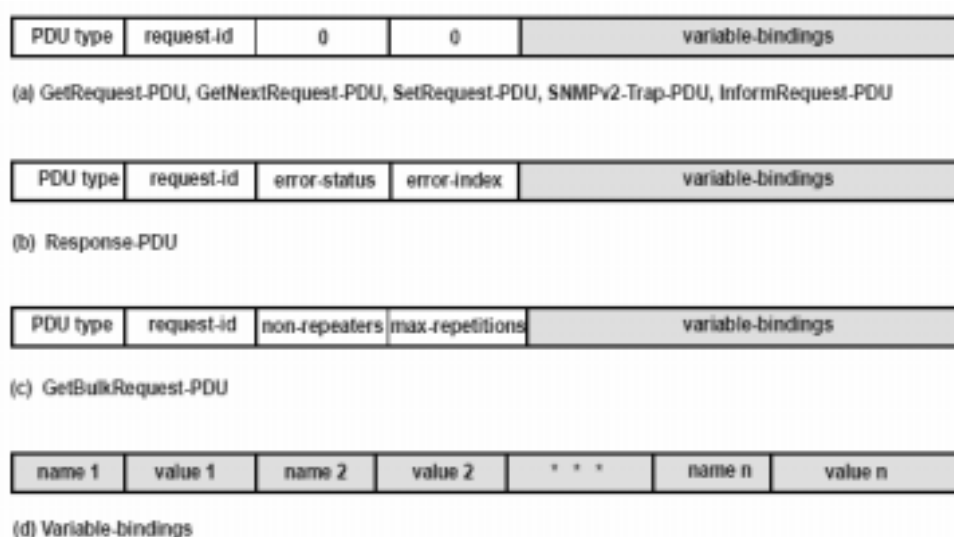 PDU type request-id 0 0 variable-bindings
(a) GetRequest-PDU, GetNextRequest-PDU, SetRequest-PDU, SNMPv2-Trap-PDU, InformRequest-PDU
PDU type request-id error-status error-index variable-bindings
(b) Response-PDU
PDU type request-id non-repeaters max-repetitions variable-bindings
(c) GetBulkRequest-PDU
name 1 value 1 name 2 value 2 * * * name n value n
(d) Variable-bindings